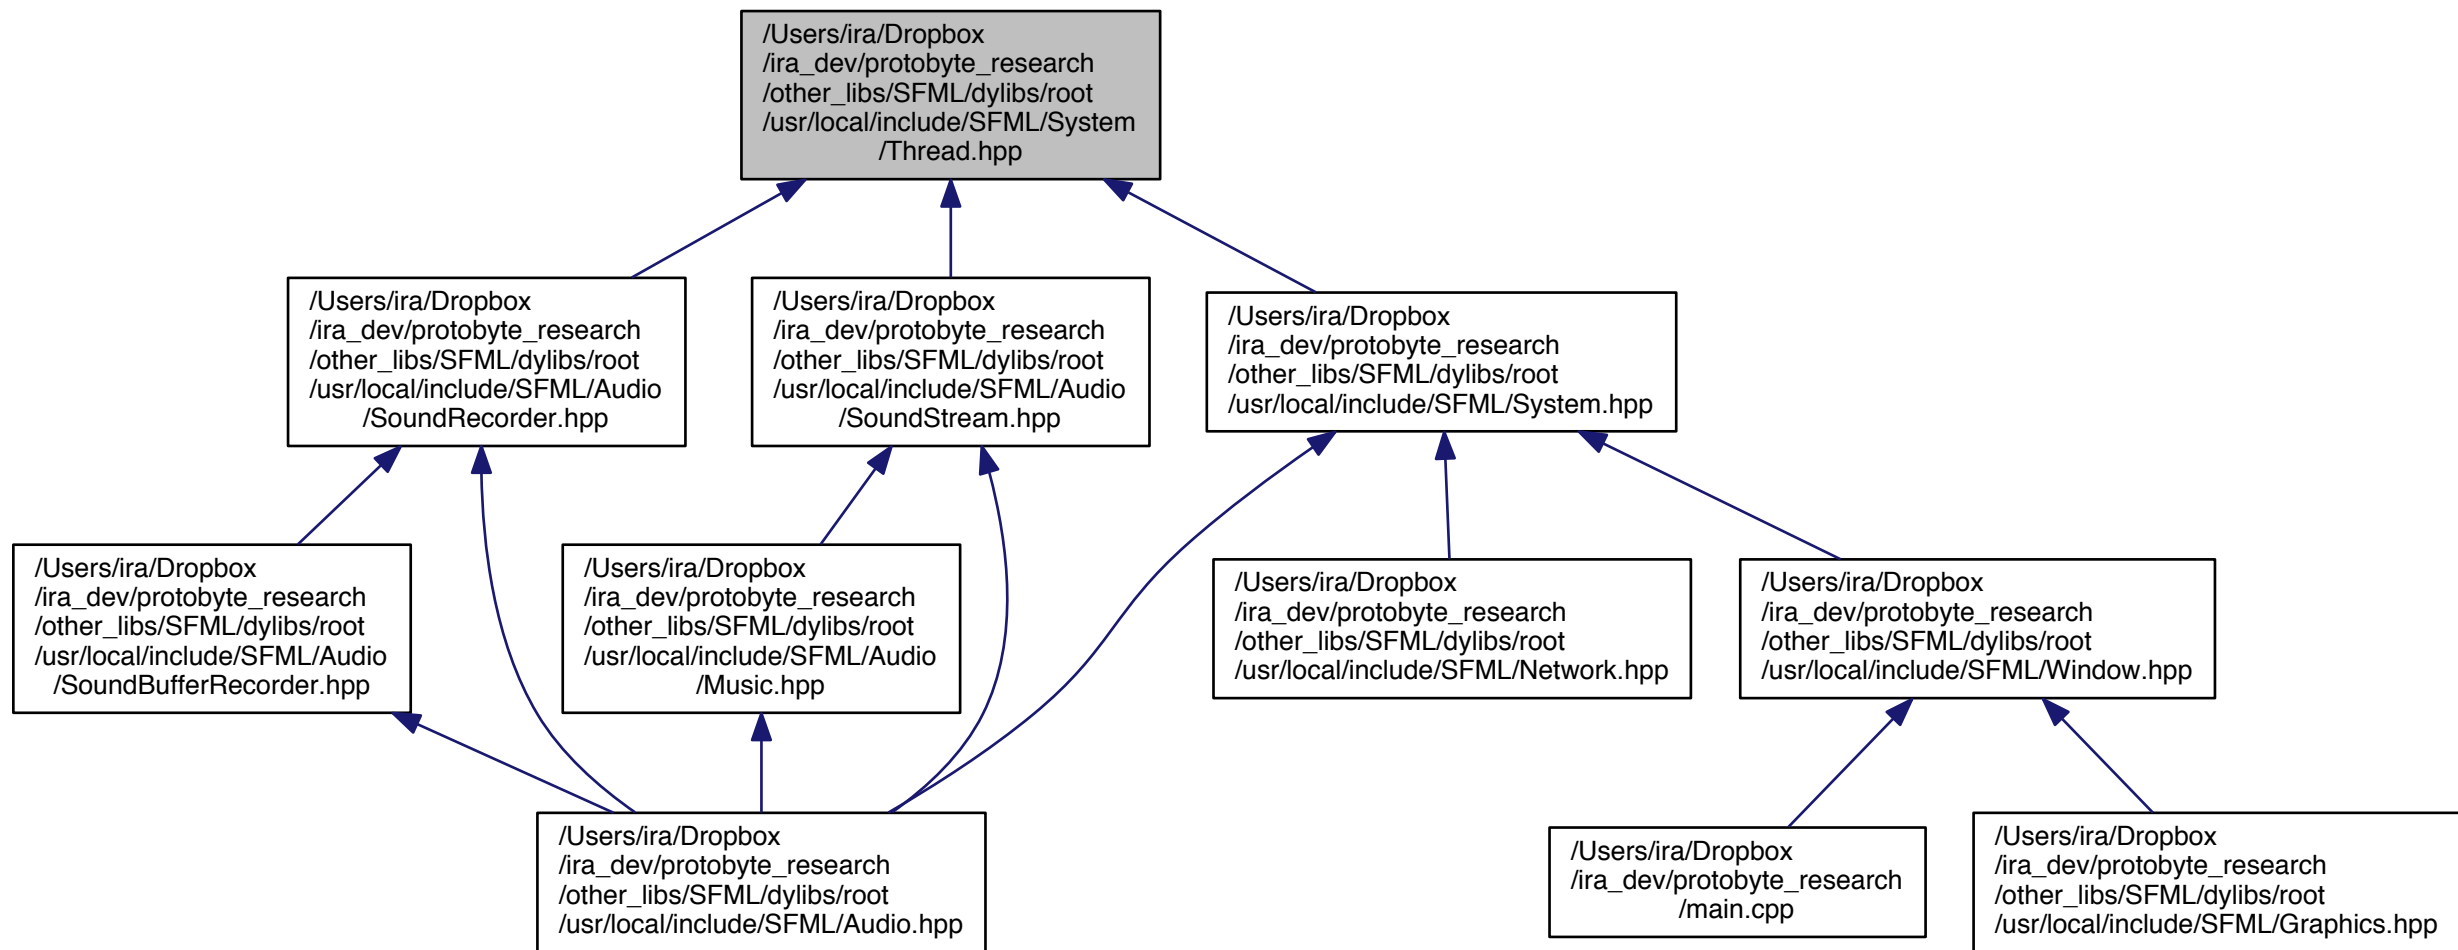 /Users/ira/Dropbox
/ira_dev/protobyte_research
/other_libs/SFML/dylibs/root
/usr/local/include/SFML/System
/Thread.hpp
/Users/ira/Dropbox
/ira_dev/protobyte_research
/other_libs/SFML/dylibs/root
/usr/local/include/SFML/Audio
/SoundRecorder.hpp
/Users/ira/Dropbox
/ira_dev/protobyte_research
/other_libs/SFML/dylibs/root
/usr/local/include/SFML/Audio
/SoundStream.hpp
/Users/ira/Dropbox
/ira_dev/protobyte_research
/other_libs/SFML/dylibs/root
/usr/local/include/SFML/System.hpp
/Users/ira/Dropbox
/ira_dev/protobyte_research
/other_libs/SFML/dylibs/root
/usr/local/include/SFML/Audio
/SoundBufferRecorder.hpp
/Users/ira/Dropbox
/ira_dev/protobyte_research
/other_libs/SFML/dylibs/root
/usr/local/include/SFML/Audio
/Music.hpp
/Users/ira/Dropbox
/ira_dev/protobyte_research
/other_libs/SFML/dylibs/root
/usr/local/include/SFML/Network.hpp
/Users/ira/Dropbox
/ira_dev/protobyte_research
/other_libs/SFML/dylibs/root
/usr/local/include/SFML/Window.hpp
/Users/ira/Dropbox
/ira_dev/protobyte_research
/other_libs/SFML/dylibs/root
/usr/local/include/SFML/Audio.hpp
/Users/ira/Dropbox
/ira_dev/protobyte_research
/main.cpp
/Users/ira/Dropbox
/ira_dev/protobyte_research
/other_libs/SFML/dylibs/root
/usr/local/include/SFML/Graphics.hpp